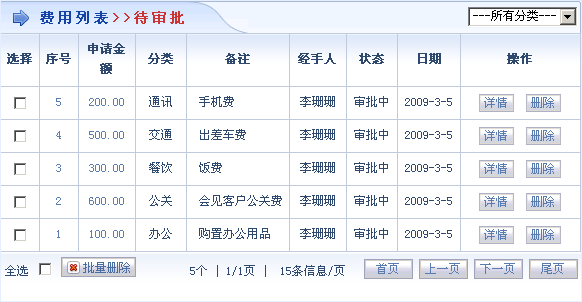 费用列表>>待审批 ---所有分类---
选择 序号 申请金额 分类 备注 经手人 状态 日期 操作
5 200.00 通讯 手机费 李珊珊 审批中 2009-3-5 详情 删除
4 500.00 交通 出差车费 李珊珊 审批中 2009-3-5 详情 删除
3 300.00 餐饮 饭费 李珊珊 审批中 2009-3-5 详情 删除
2 600.00 公关 会见客户公关费 李珊珊 审批中 2009-3-5 详情 删除
1 100.00 办公 购置办公用品 李珊珊 审批中 2009-3-5 详情 删除
全选 批量删除 5个 | 1/1页 | 15条信息/页 首页 上一页 下一页 尾页